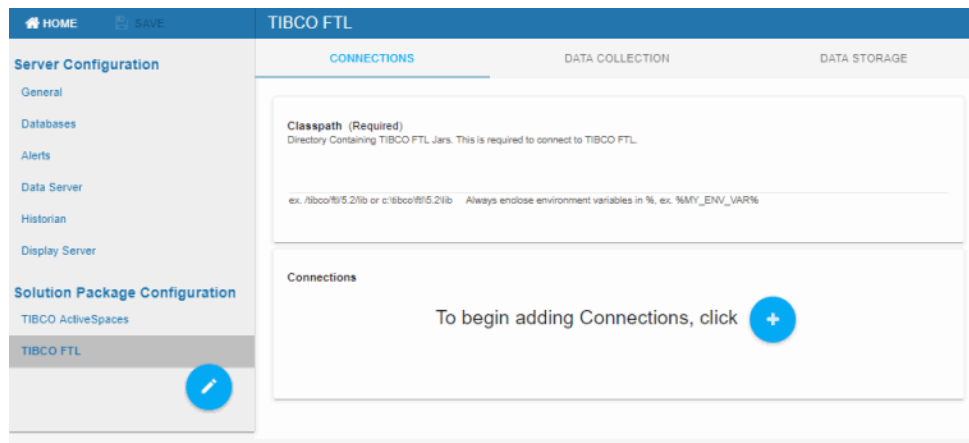 HOME
SAVE
TIBCO FTL
CONNECTIONS
DATA COLLECTION
DATA STORAGE
Server Configuration
General
Databases
Alerts
Data Server
Historian
Display Server
Solution Package Configuration
TIBCO ActiveSpaces
TIBCO FTL
Classpath (Required)
Directory Containing TIBCO FTL Jars. This is required to connect to TIBCO FTL.
ex. /tibco/ftl/5.2/lib or c:\tibco\ftl\5.2\lib Always enclose environment variables in %, ex. %MY_ENV_VAR%
Connections
To begin adding Connections, click